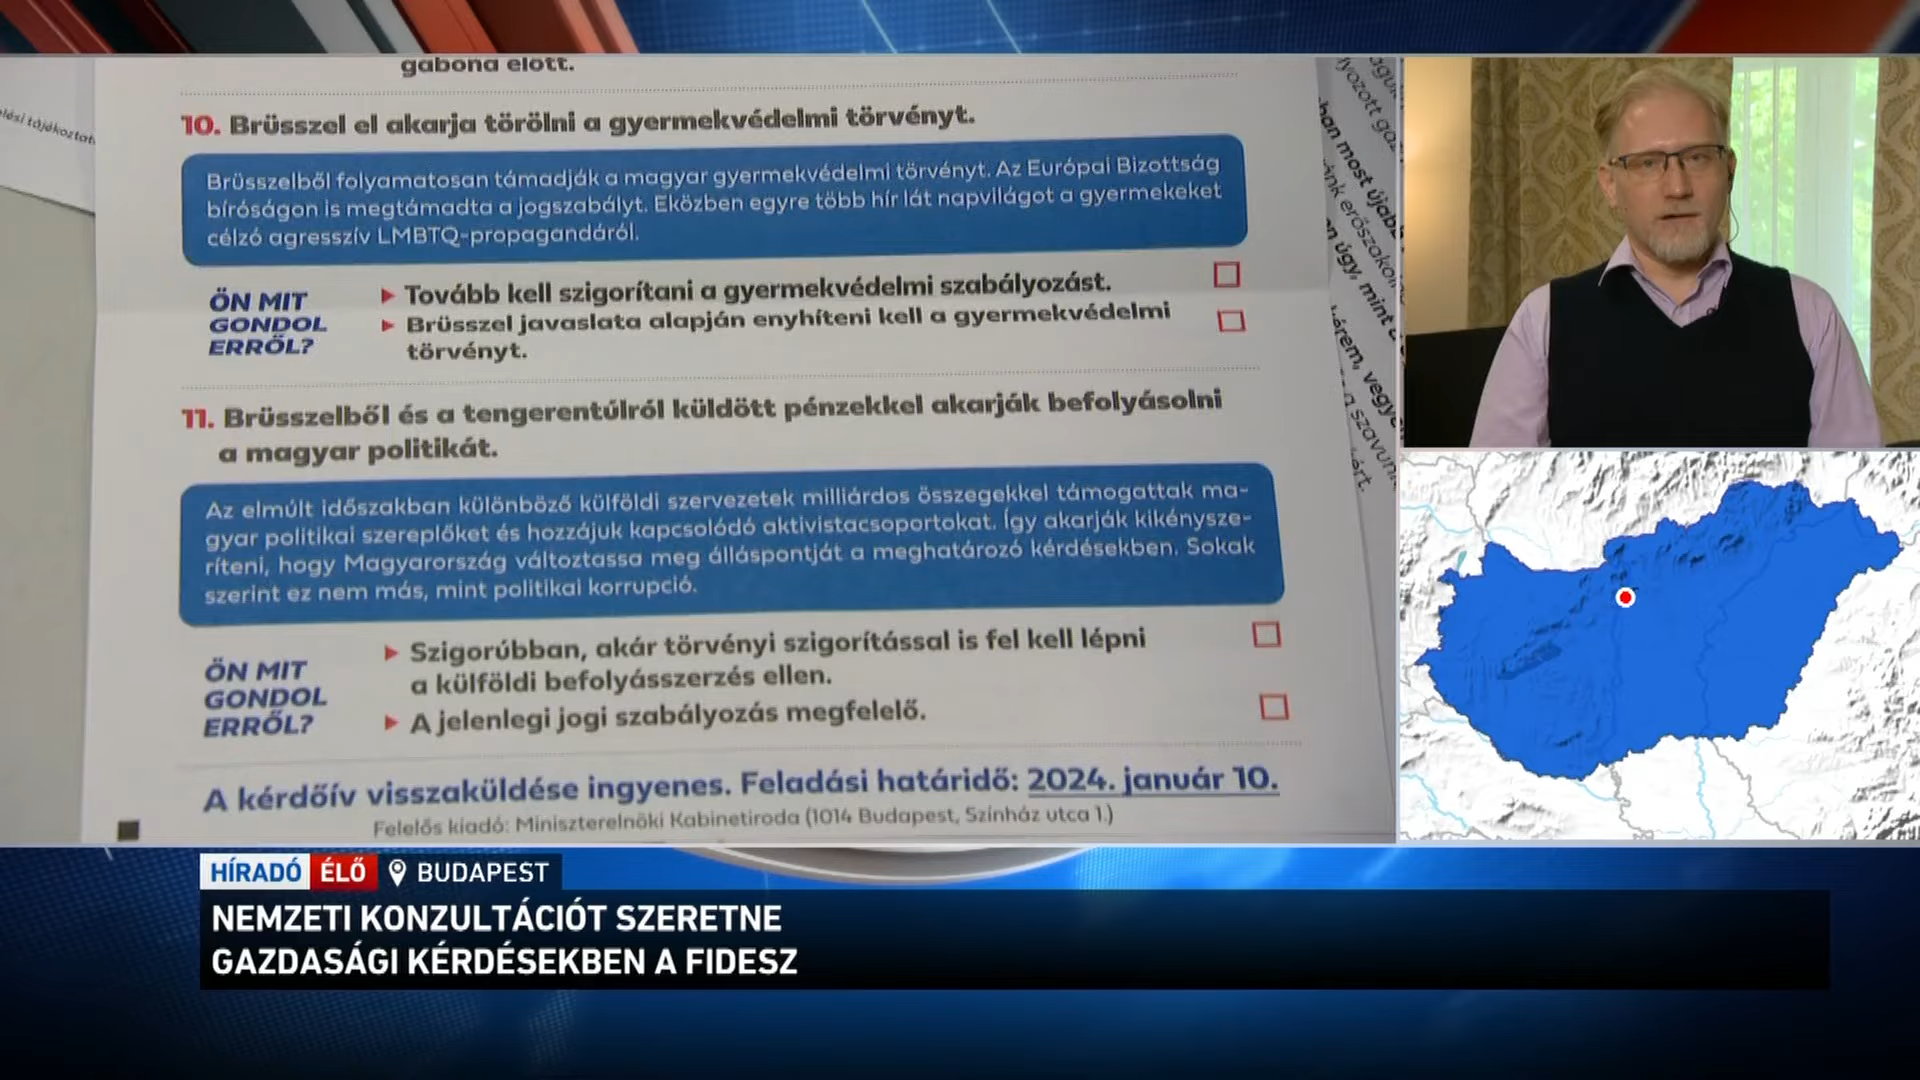 gabona előtt.
10. Brüsszel el akarja törölni a gyermekvédelmi törvényt.
Brüsszelből folyamatosan támadják a magyar gyermekvédelmi törvényt. Az Európai Bizottság
bíróságon is megtámadta a jogszabályt. Eközben egyre több hír lát napvilágot a gyermekeket
célzó agresszív LMBTQ-propagandáról.
ÖN MIT
GONDOL
ERRŐL?
Tovább kell szigorítani a gyermekvédelmi szabályozást.
Brüsszel javaslata alapján enyhíteni kell a gyermekvédelmi
törvényt.
11. Brüsszelből és a tengerentúlról küldött pénzekkel akarják befolyásolni
a magyar politikát.
Az elmúlt időszakban különböző külföldi szervezetek milliárdos összegekkel támogattak ma-
gyar politikai szereplőket és hozzájuk kapcsolódó aktivistacsoportokat. Így akarják kikénysze-
ríteni, hogy Magyarország változtassa meg álláspontját a meghatározó kérdésekben. Sokak
szerint ez nem más, mint politikai korrupció.
ÖN MIT
GONDOL
ERRŐL?
Szigorúbban, akár törvényi szigorítással is fel kell lépni
a külföldi befolyásszerzés ellen.
A jelenlegi jogi szabályozás megfelelő.
A kérdőív visszaküldése ingyenes. Feladási határidő: 2024. január 10.
Felelős kiadó: Miniszterelnöki Kabinetiroda (1014 Budapest, Színház utca 1.)
most újabb
úgy, mint
kérem, vegye
HÍRADÓ ÉLŐ BUDAPEST
NEMZETI KONZULTÁCIÓT SZERETNE
GAZDASÁGI KÉRDÉSEKBEN A FIDESZ